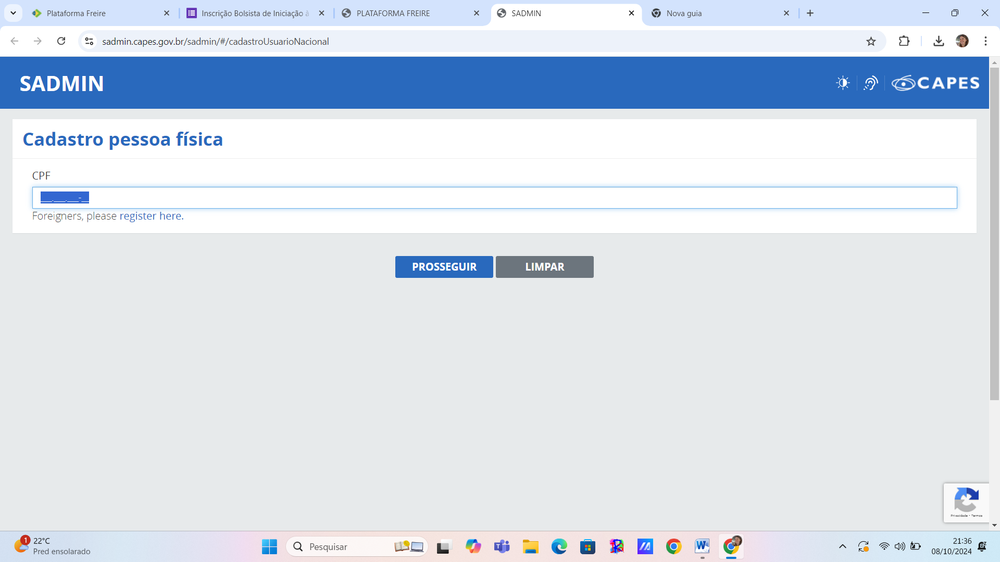 Plataforma Freire
Inscrição Bolsista de Iniciação à
PLATAFORMA FREIRE
SADMIN
Nova guia
sadmin.capes.gov.br/sadmin/#/cadastroUsuarioNacional
SADMIN
CAPES
Cadastro pessoa física
CPF
___.___.___-__
Foreigners, please register here.
PROSSEGUIR
LIMPAR
Privacidade - Termos
1
22°C
Pred ensolarado
Pesquisar
21:36
08/10/2024